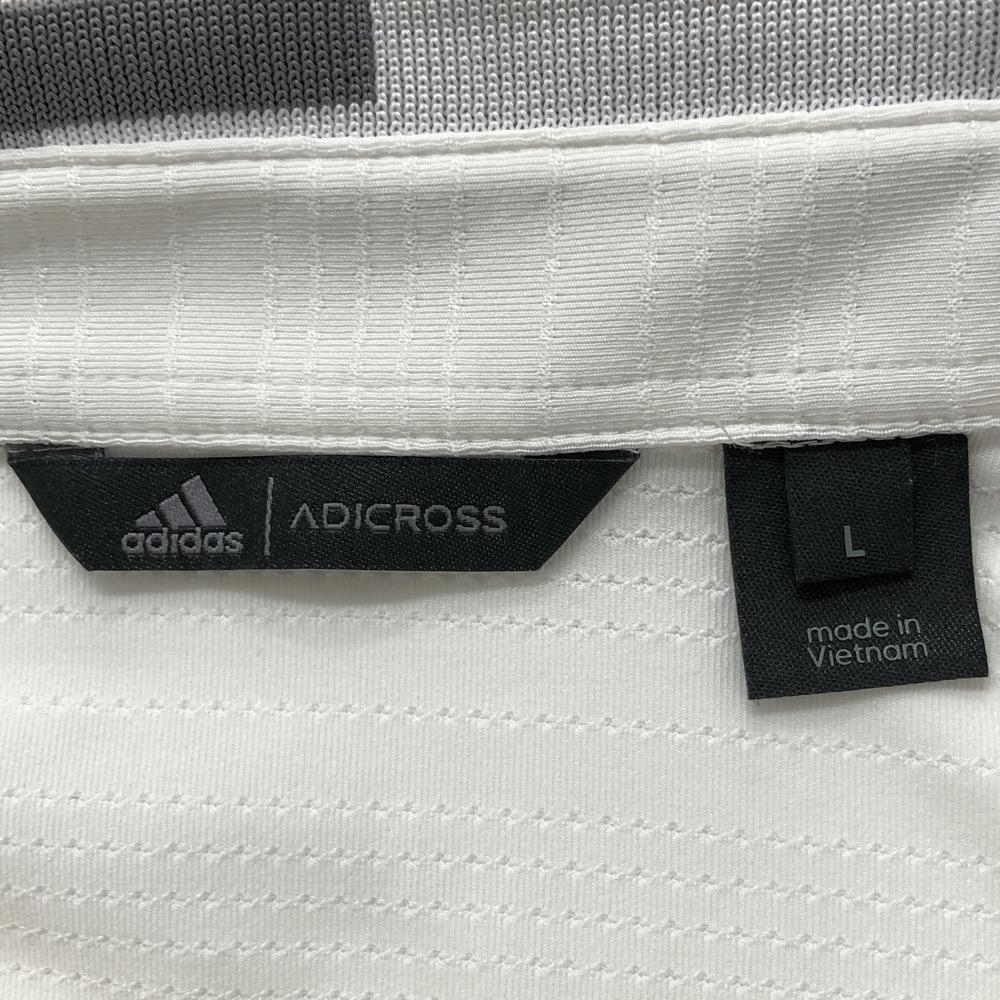 adidas | ADICROSS
L
made in
Vietnam